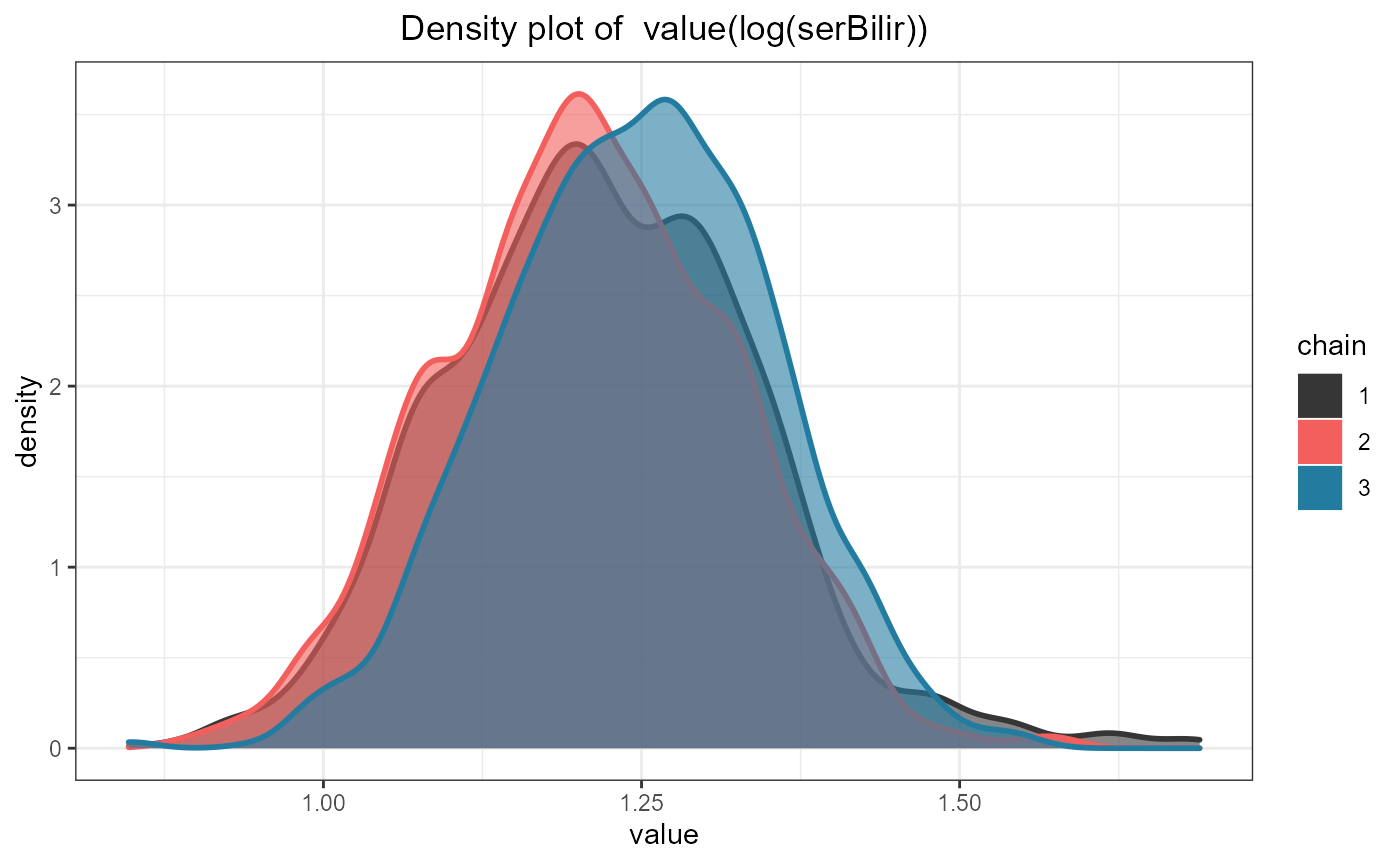 Density plot of  value(log(serBilir))
density
3
2
1
0
1.00
1.25
1.50
value
chain
1
2
3